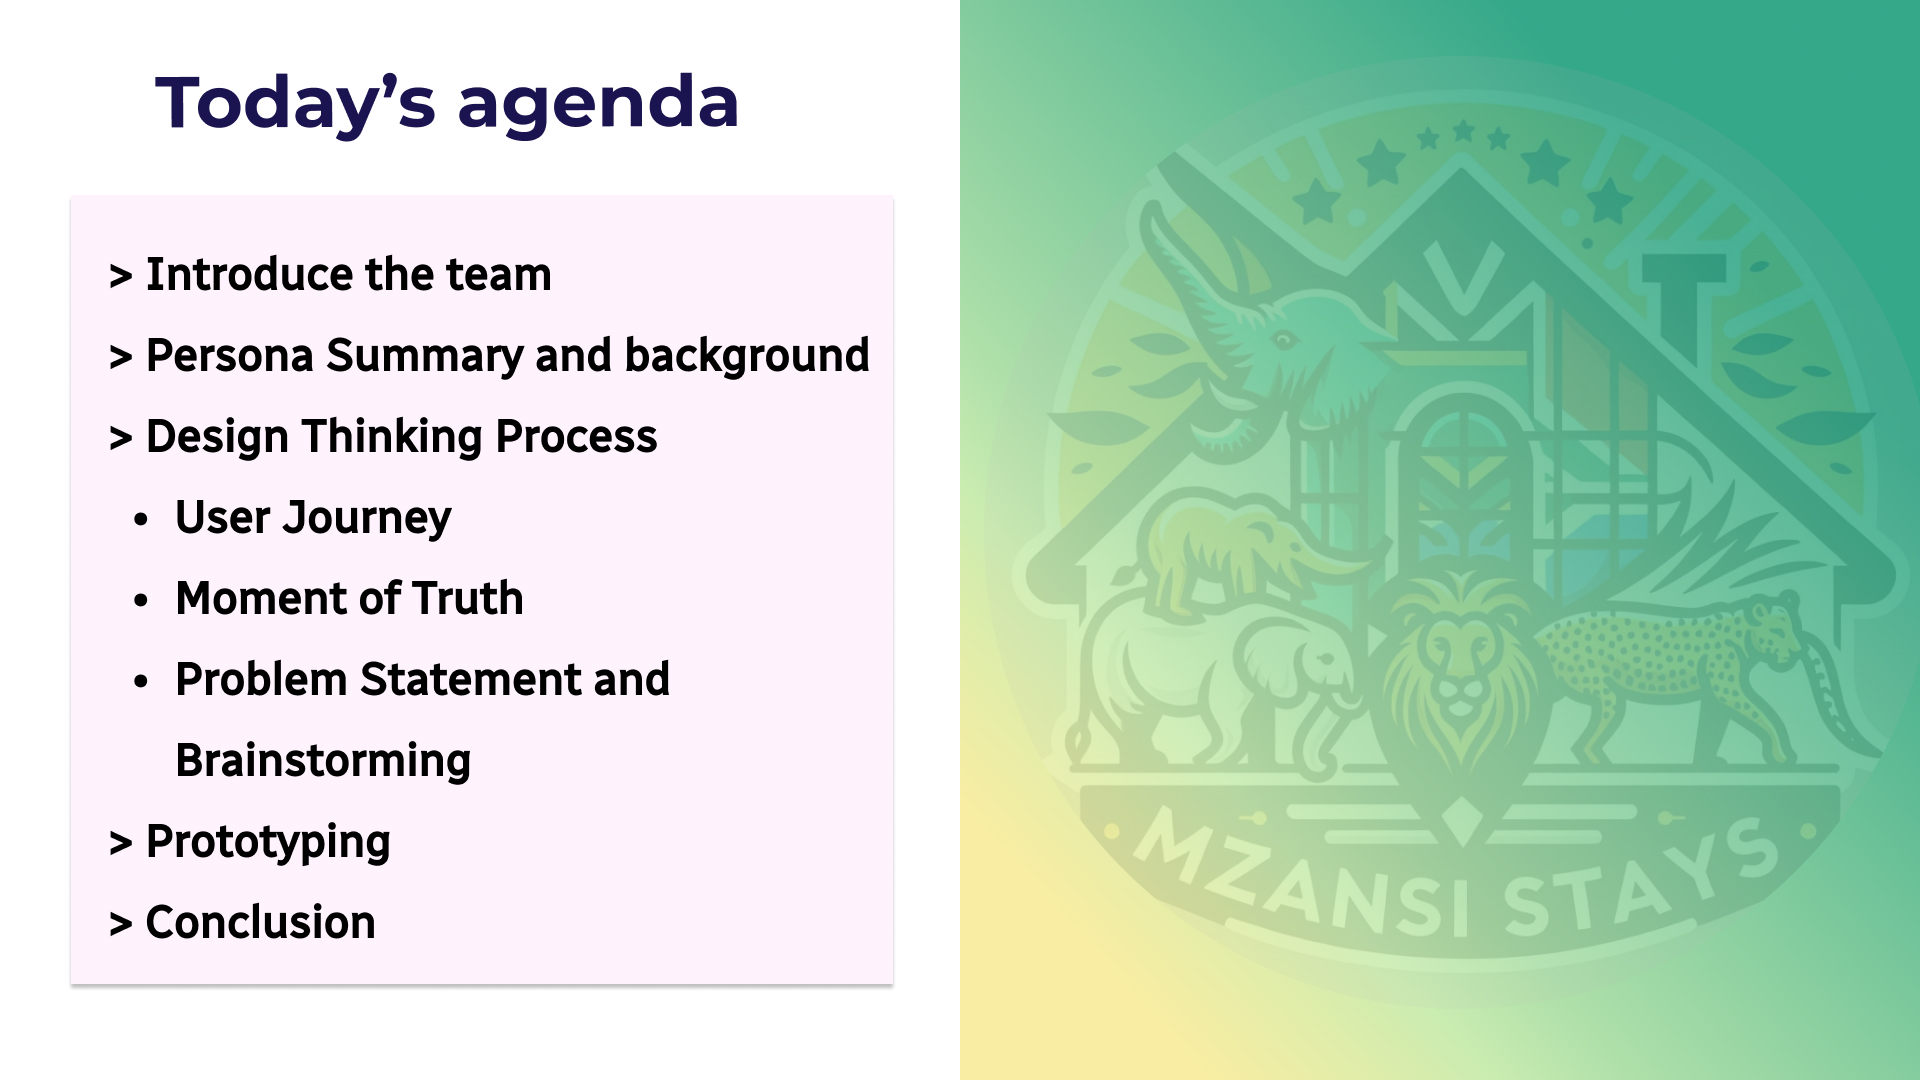 Today’s agenda
> Introduce the team
> Persona Summary and background
> Design Thinking Process
• User Journey
• Moment of Truth
• Problem Statement and
Brainstorming
> Prototyping
> Conclusion
MZANSI STAYS